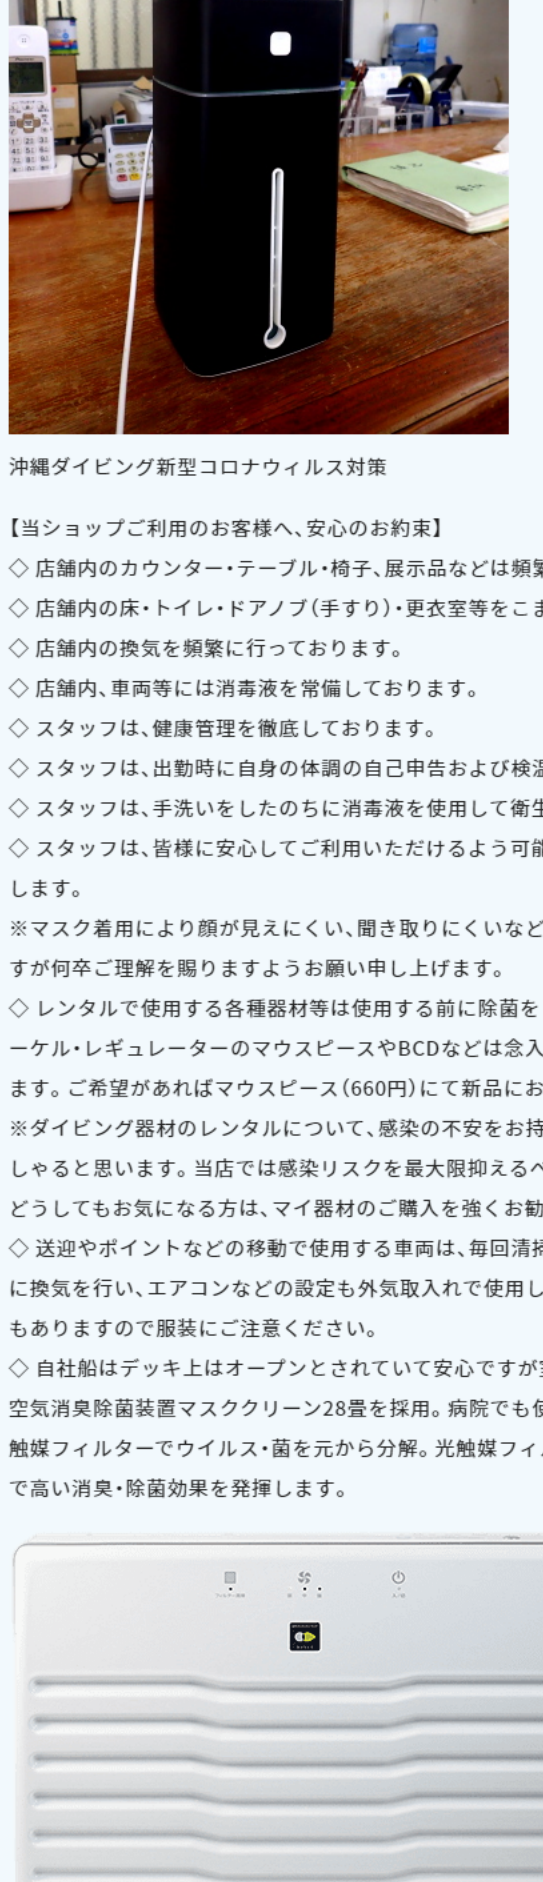 沖縄ダイビング新型コロナウィルス対策
【当ショップご利用のお客様へ、安心のお約束】
◇ 店舗内のカウンター・テーブル・椅子、展示品などは頻繁
◇ 店舗内の床・トイレ・ドアノブ（手すり）・更衣室等をこま
◇ 店舗内の換気を頻繁に行っております。
◇ 店舗内、車両等には消毒液を常備しております。
◇ スタッフは、健康管理を徹底しております。
◇ スタッフは、出勤時に自身の体調の自己申告および検温
◇ スタッフは、手洗いをしたのちに消毒液を使用して衛生
◇ スタッフは、皆様に安心してご利用いただけるよう可能
します。
※マスク着用により顔が見えにくい、聞き取りにくいなど
すが何卒ご理解を賜りますようお願い申し上げます。
◇ レンタルで使用する各種器材等は使用する前に除菌を
ーケル・レギュレーターのマウスピースやBCDなどは念入
ます。ご希望があればマウスピース（660円）にて新品にお
※ダイビング器材のレンタルについて、感染の不安をお持
しゃると思います。当店では感染リスクを最大限抑えるべ
どうしてもお気になる方は、マイ器材のご購入を強くお勧
◇ 送迎やポイントなどの移動で使用する車両は、毎回清掃
に換気を行い、エアコンなどの設定も外気取入れで使用し
もありますので服装にご注意ください。
◇ 自社船はデッキ上はオープンとされていて安心ですが
空気消臭除菌装置マスククリーン28畳を採用。病院でも使
触媒フィルターでウイルス・菌を元から分解。光触媒フィル
で高い消臭・除菌効果を発揮します。